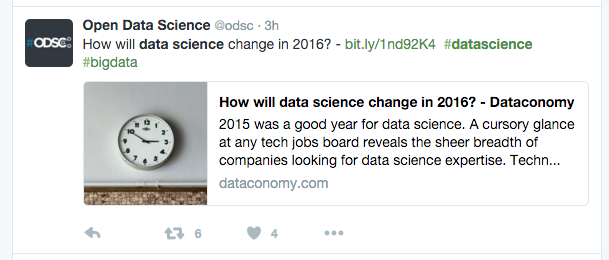 #ODSC
Open Data Science @odsc · 3h
How will data science change in 2016? - bit.ly/1nd92K4 #datascience
#bigdata
How will data science change in 2016? - Dataconomy
2015 was a good year for data science. A cursory glance
at any tech jobs board reveals the sheer breadth of
companies looking for data science expertise. Techn...
dataconomy.com
6
4